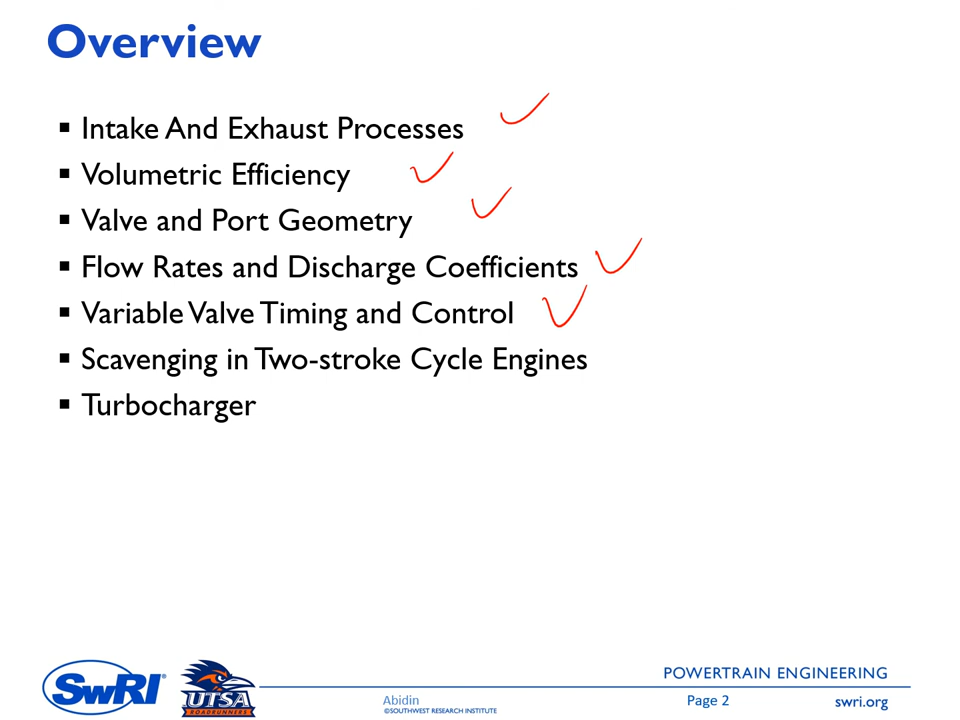 Overview
▪ Intake And Exhaust Processes
▪ Volumetric Efficiency
▪ Valve and Port Geometry
▪ Flow Rates and Discharge Coefficients
▪ Variable Valve Timing and Control
▪ Scavenging in Two-stroke Cycle Engines
▪ Turbocharger
SwRI®
UTSA
ROADRUNNERS
POWERTRAIN ENGINEERING
Abidin
©SOUTHWEST RESEARCH INSTITUTE
Page 2
swri.org